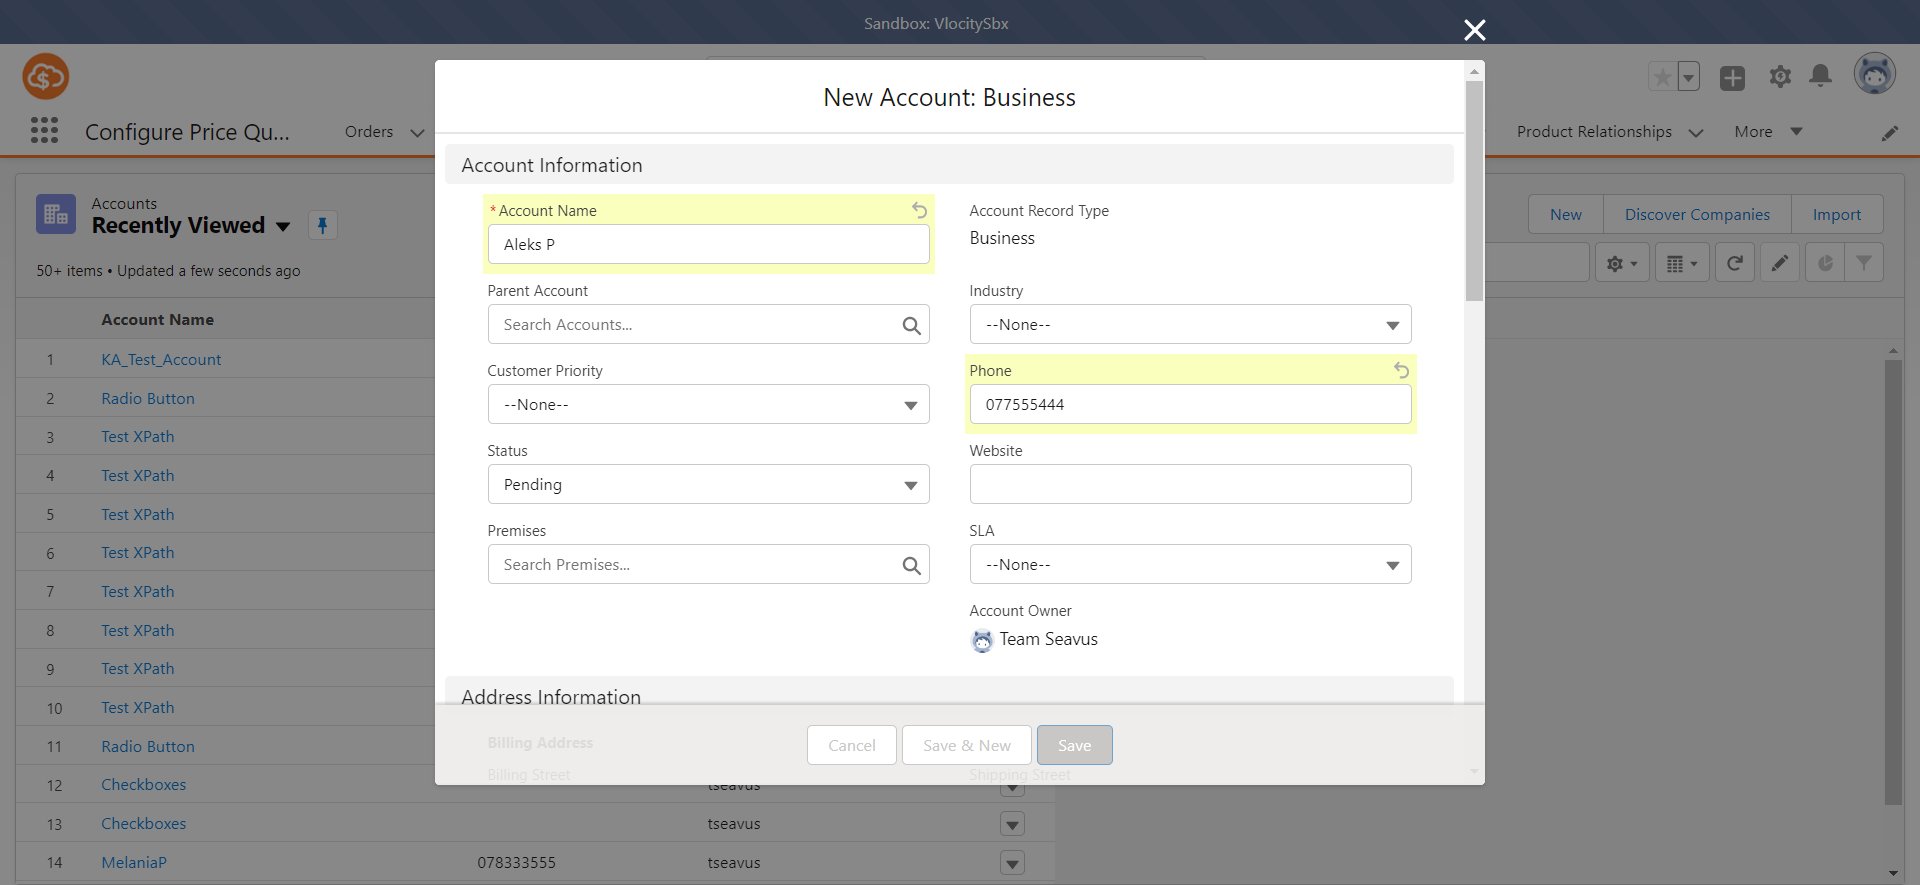 Sandbox: VlocitySbx
Configure Price Qu...
Orders
Product Relationships
More
Accounts
Recently Viewed
50+ items • Updated a few seconds ago
New
Discover Companies
Import
Account Name
1 KA_Test_Account
2 Radio Button
3 Test XPath
4 Test XPath
5 Test XPath
6 Test XPath
7 Test XPath
8 Test XPath
9 Test XPath
10 Test XPath
11 Radio Button
12 Checkboxes tseavus
13 Checkboxes tseavus
14 MelaniaP 078333555 tseavus
New Account: Business
Account Information
*Account Name
Aleks P
Account Record Type
Business
Parent Account
Search Accounts...
Industry
--None--
Customer Priority
--None--
Phone
077555444
Status
Pending
Website
Premises
Search Premises...
SLA
--None--
Account Owner
Team Seavus
Address Information
Billing Address
Billing Street
Shipping Street
Cancel
Save & New
Save